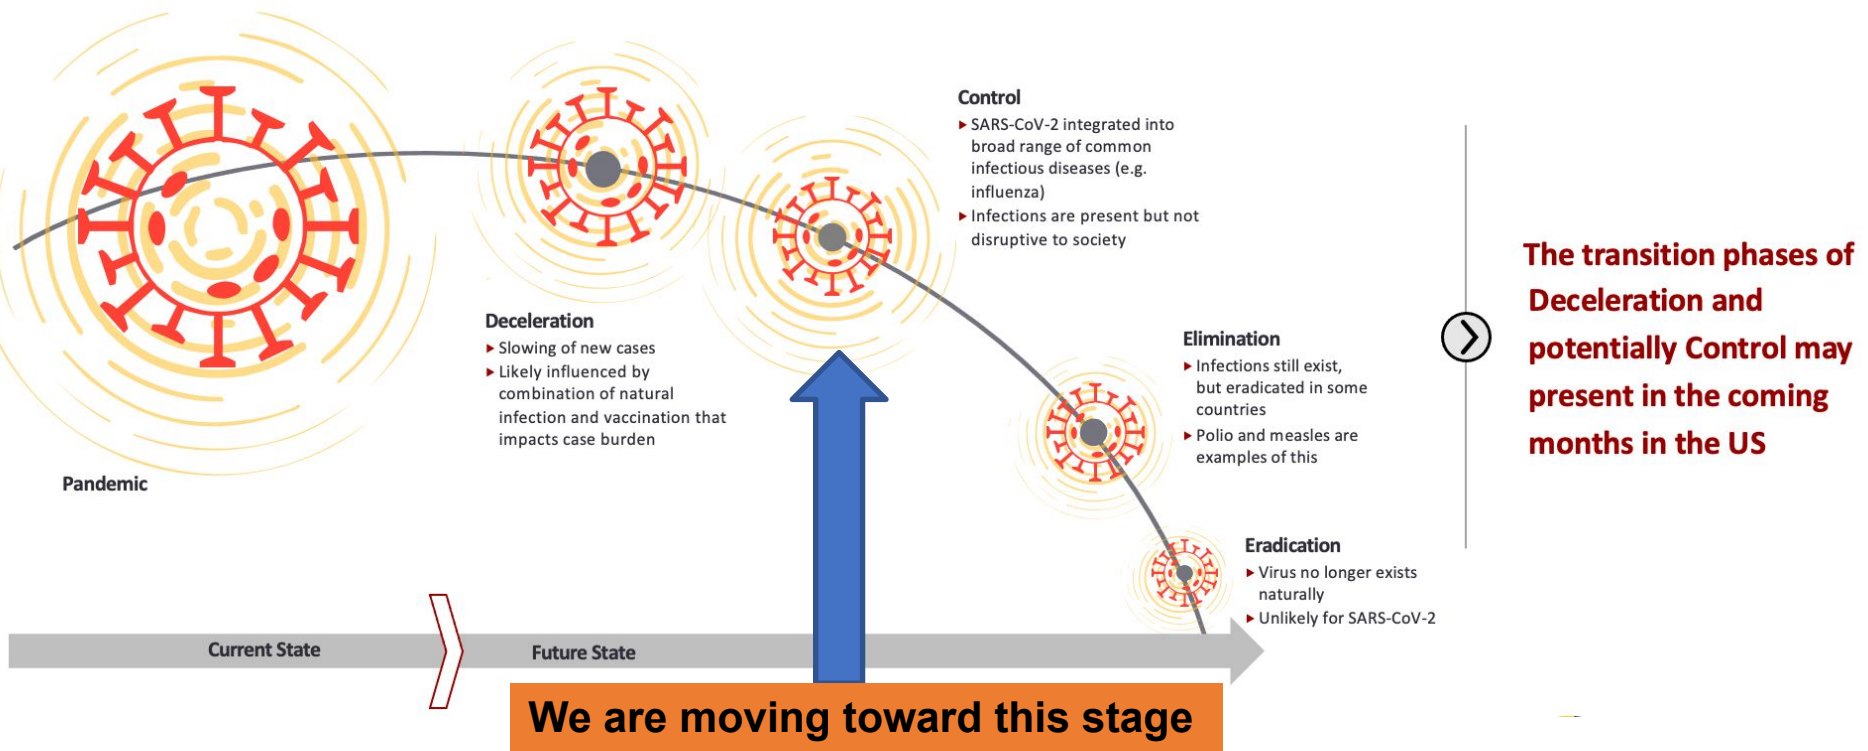 Pandemic
Deceleration
Slowing of new cases
Likely influenced by
combination of natural
infection and vaccination that
impacts case burden
Control
SARS-CoV-2 integrated into
broad range of common
infectious diseases (e.g.
influenza)
Infections are present but not
disruptive to society
Elimination
Infections still exist,
but eradicated in some
countries
Polio and measles are
examples of this
Eradication
Virus no longer exists
naturally
Unlikely for SARS-CoV-2
Current State
Future State
We are moving toward this stage
The transition phases of
Deceleration and
potentially Control may
present in the coming
months in the US